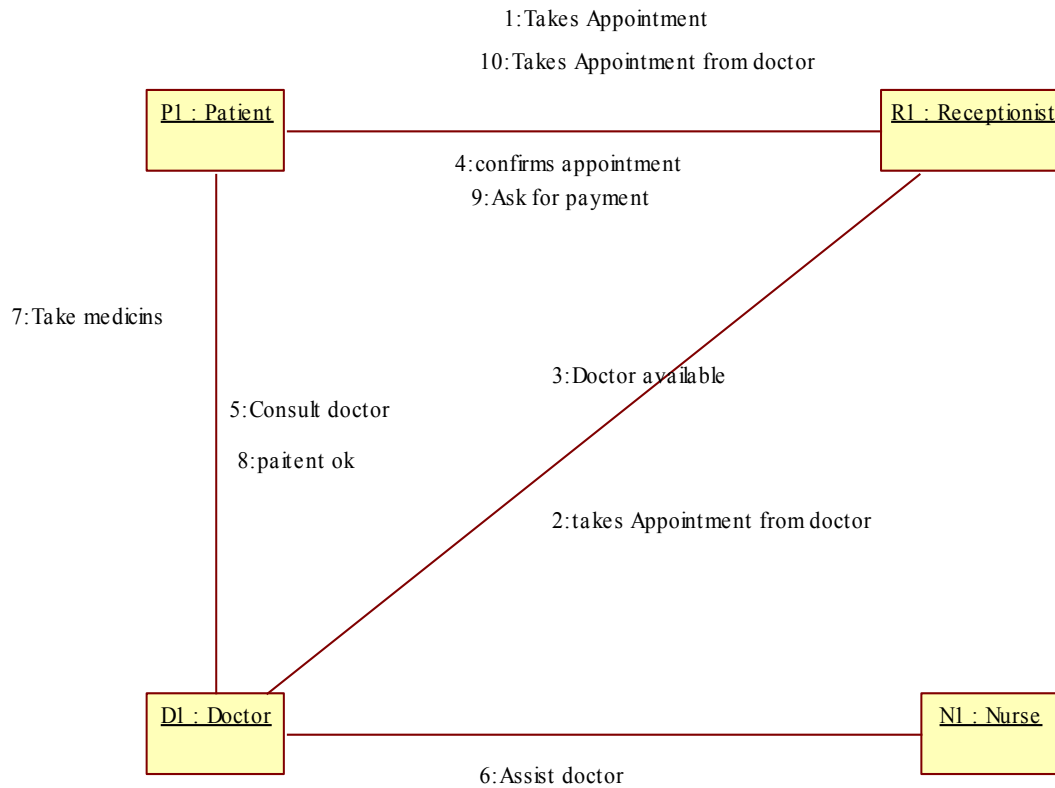 1:Takes Appointment
10:Takes Appointment from doctor
P1 : Patient
R1 : Receptionist
4:confirms appointment
9:Ask for payment
7:Take medicins
3:Doctor available
5:Consult doctor
8:paitent ok
2:takes Appointment from doctor
D1 : Doctor
N1 : Nurse
6:Assist doctor